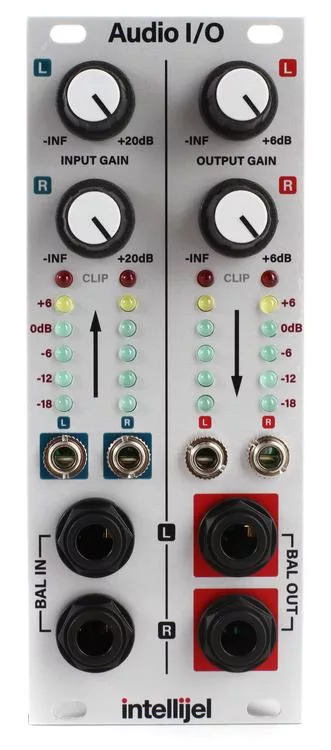 Audio I/O
L L
-INF +20dB -INF +6dB
INPUT GAIN OUTPUT GAIN
R R
-INF +20dB -INF +6dB
CLIP CLIP
+6 +6
0dB 0dB
-6 -6
-12 -12
-18 -18
L R L R
L
BAL IN BAL OUT
R
intellijel